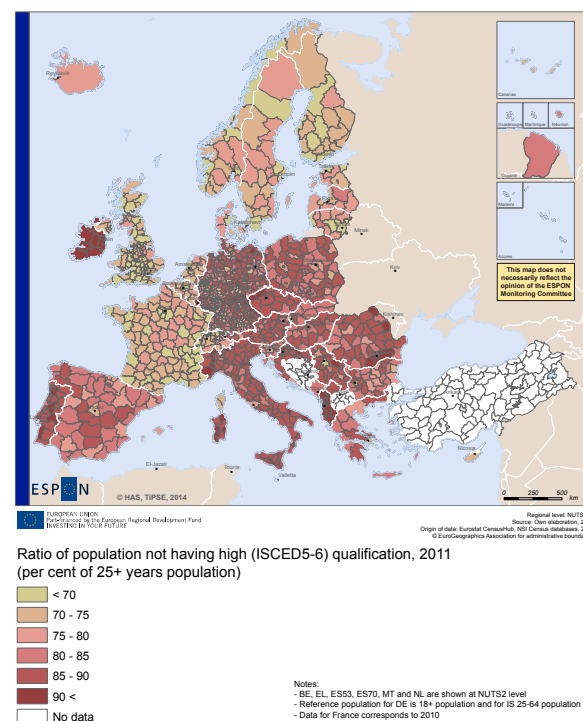 Reykjavik
Canarias
Guadeloupe Martinique Réunion
Guyane
Madeira
Acores
This map does not
necessarily reflect the
opinion of the ESPON
Monitoring Committee
Minsk
Kyiv
Kishinev
Nicosia
El-Jazair
Tounis
Valletta
ESPON
© HAS, TIPSE, 2014
0 250 500
km
EUROPEAN UNION
Part-financed by the European Regional Development Fund
INVESTING IN YOUR FUTURE
Regional level: NUTS
Source: Own elaboration, 2
Origin of data: Eurostat CensusHub, NSI Census databases, 2
© EuroGeographics Association for administrative bounda
Ratio of population not having high (ISCED5-6) qualification, 2011
(per cent of 25+ years population)
< 70
70 - 75
75 - 80
80 - 85
85 - 90
90 <
No data
Notes:
- BE, EL, ES53, ES70, MT and NL are shown at NUTS2 level
- Reference population for DE is 18+ population and for IS 25-64 population
- Data for France corresponds to 2010